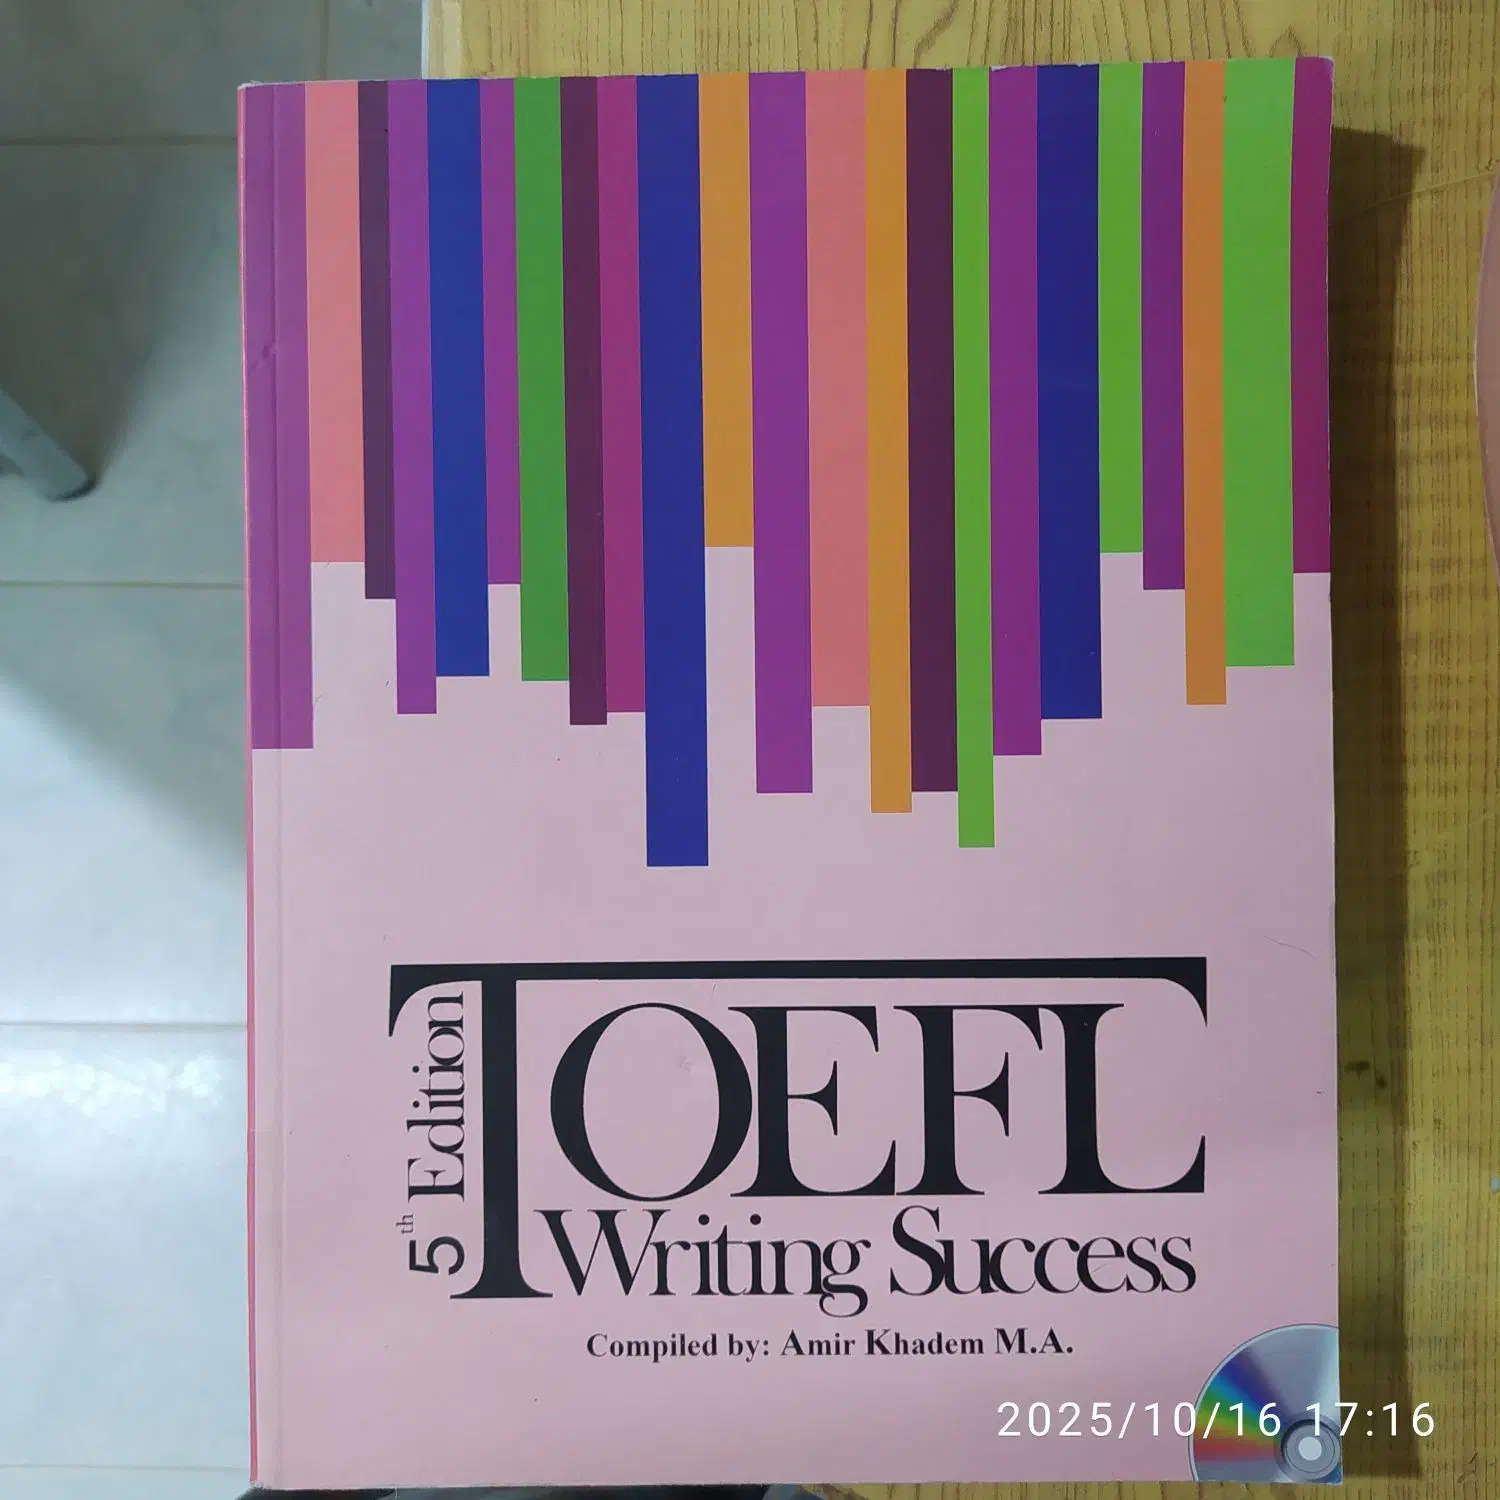 5th Edition
TOEFL
Writing Success
Compiled by: Amir Khadem M.A.
2025/10/16 17:16